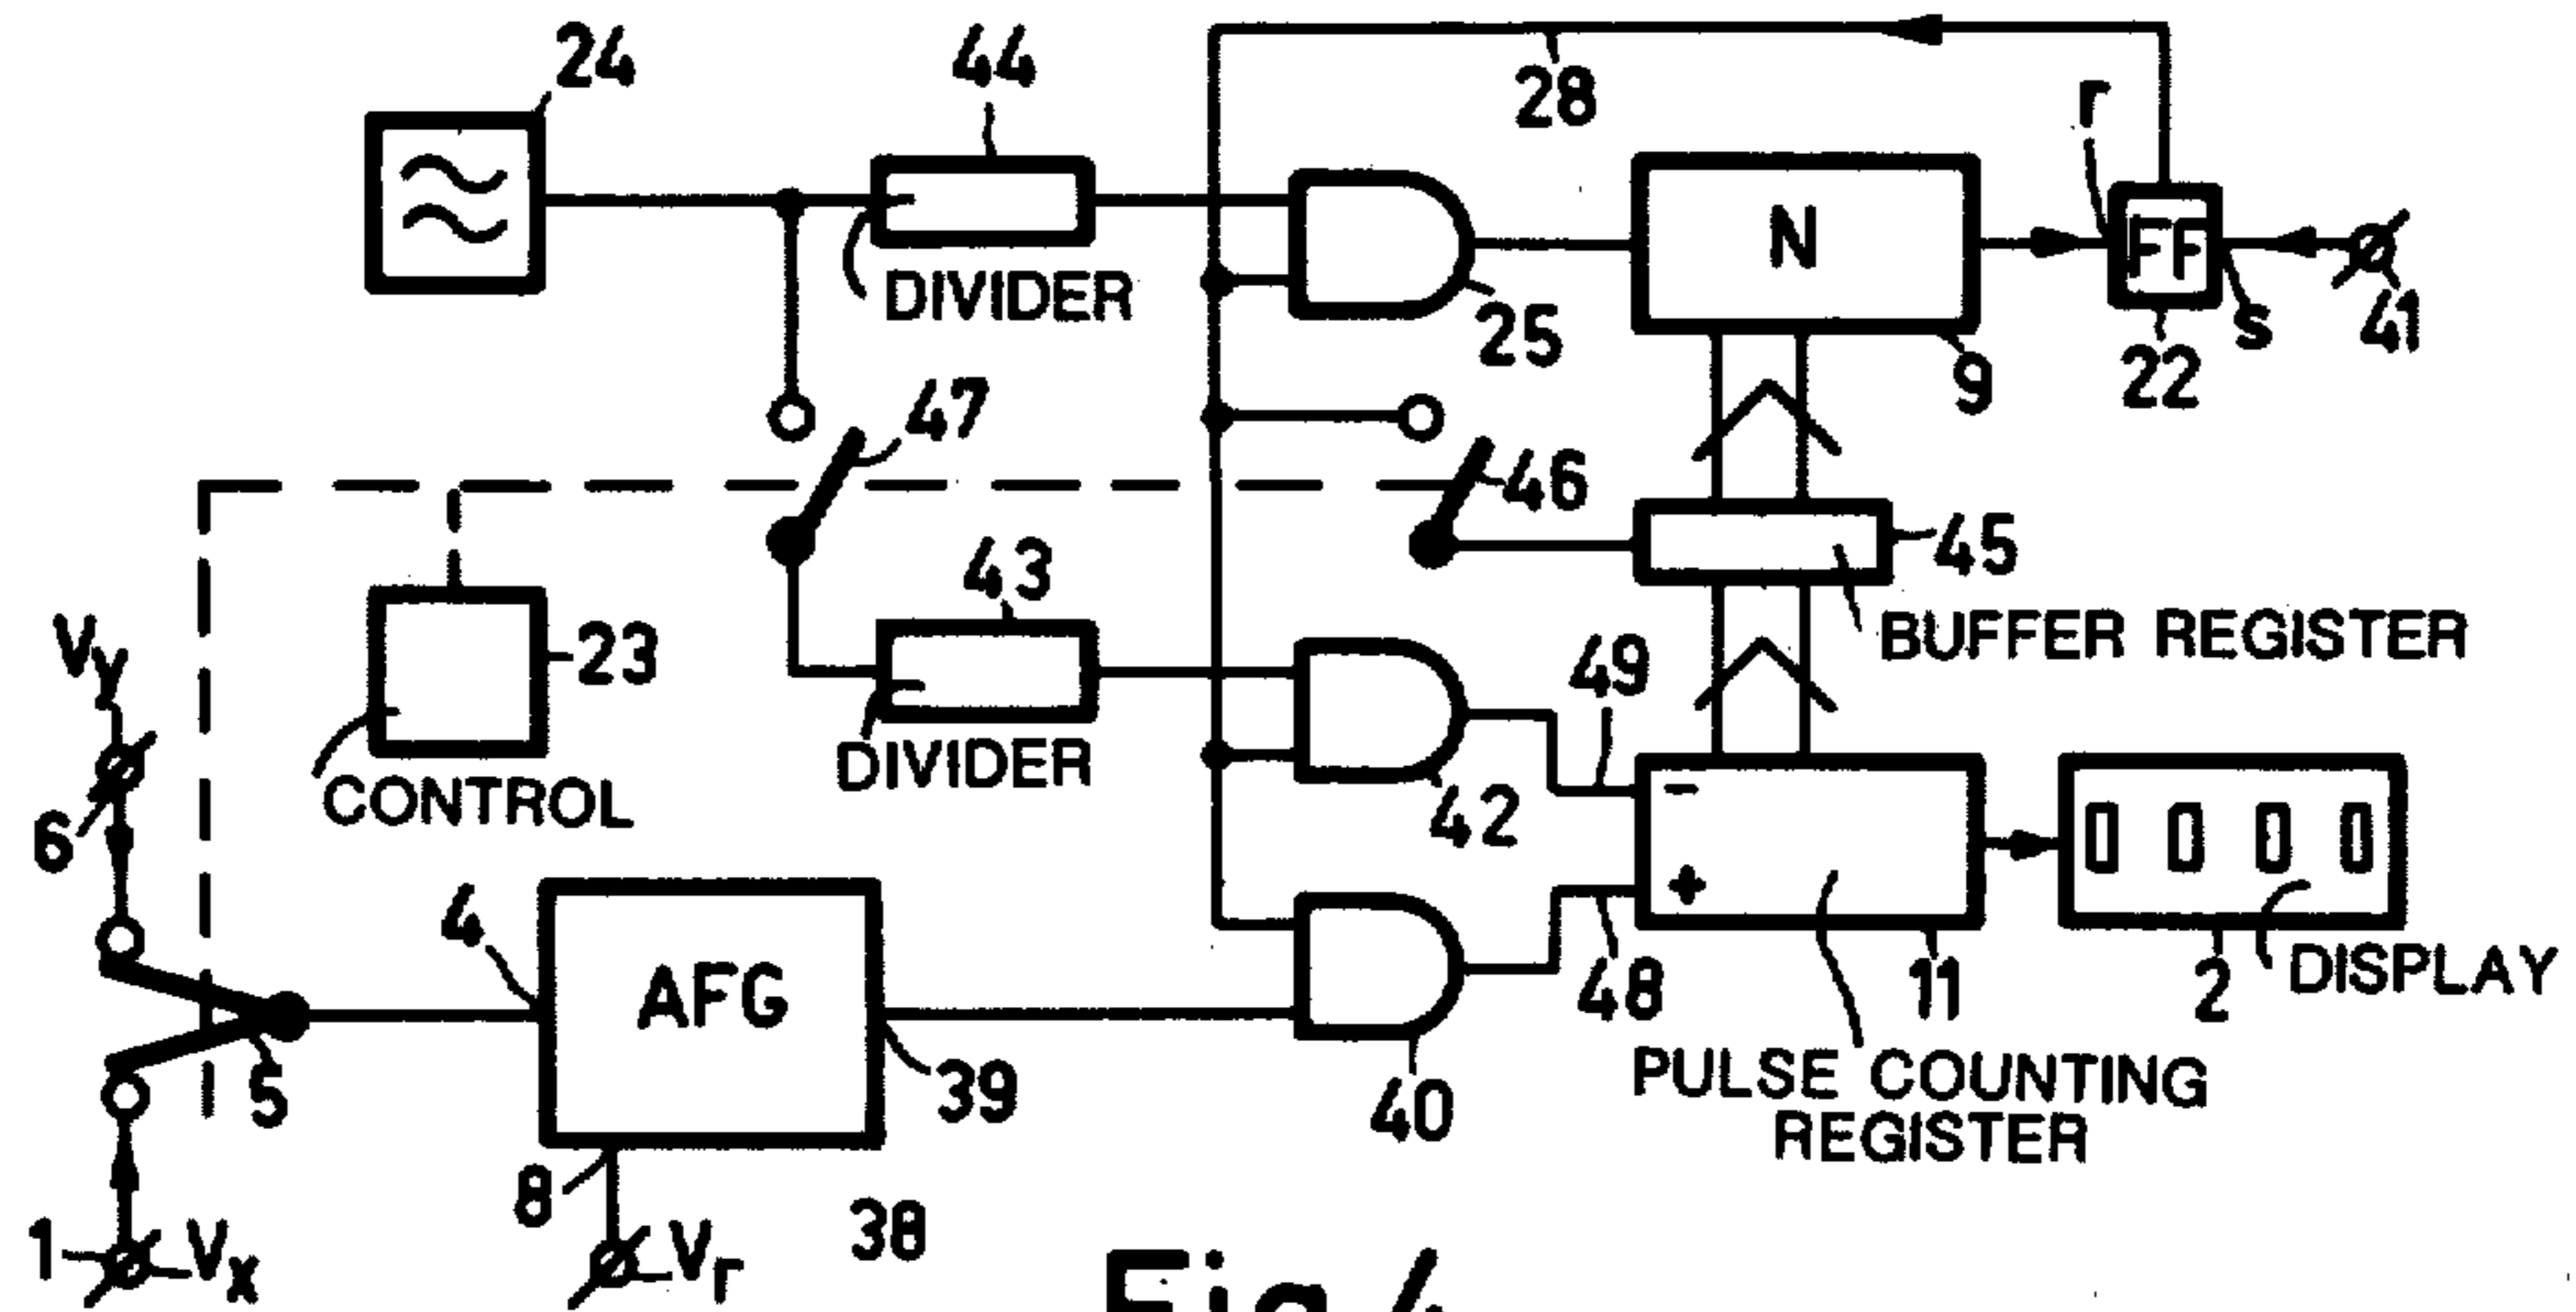 24
44
28
r
DIVIDER
25
N
9
FF
22
s
41
47
46
45
BUFFER REGISTER
Vy
6
23
CONTROL
43
DIVIDER
42
49
-
+
48
11
0 0 0 0
2
DISPLAY
PULSE COUNTING
REGISTER
4
5
AFG
39
40
8
38
1
Vx
Vr
Fig.4